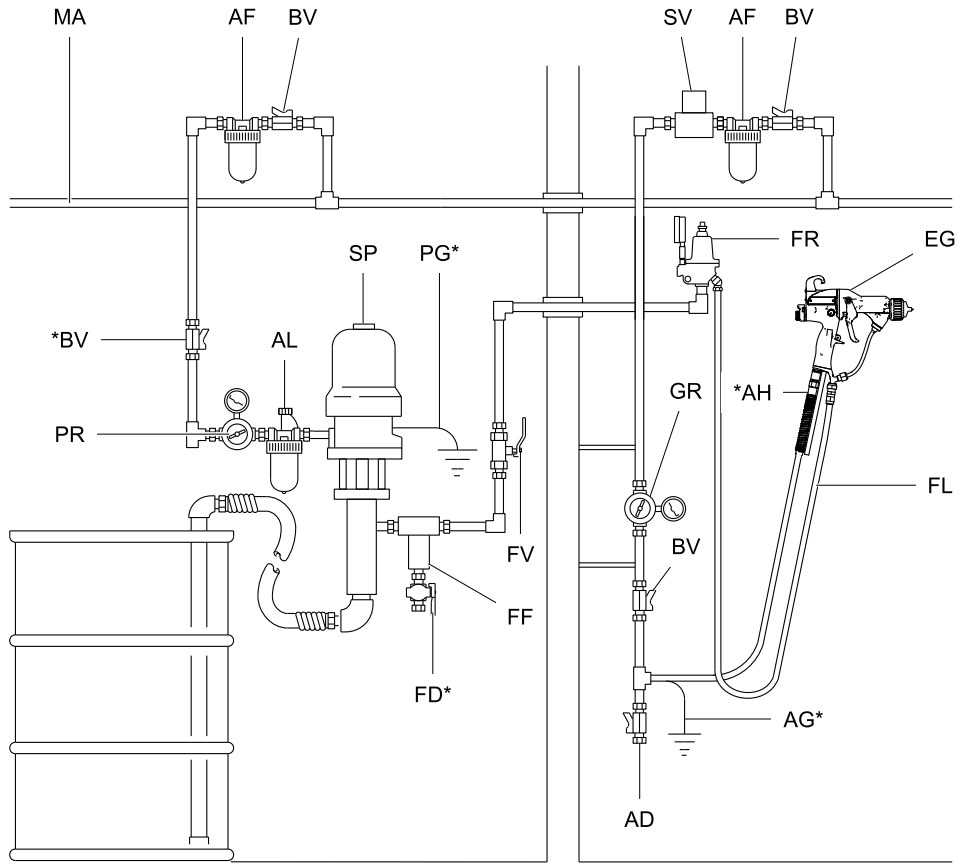 MA
AF
BV
SV
AF
BV
SP
PG*
FR
EG
*BV
AL
GR
*AH
PR
FL
FV
BV
FF
FD*
AG*
AD